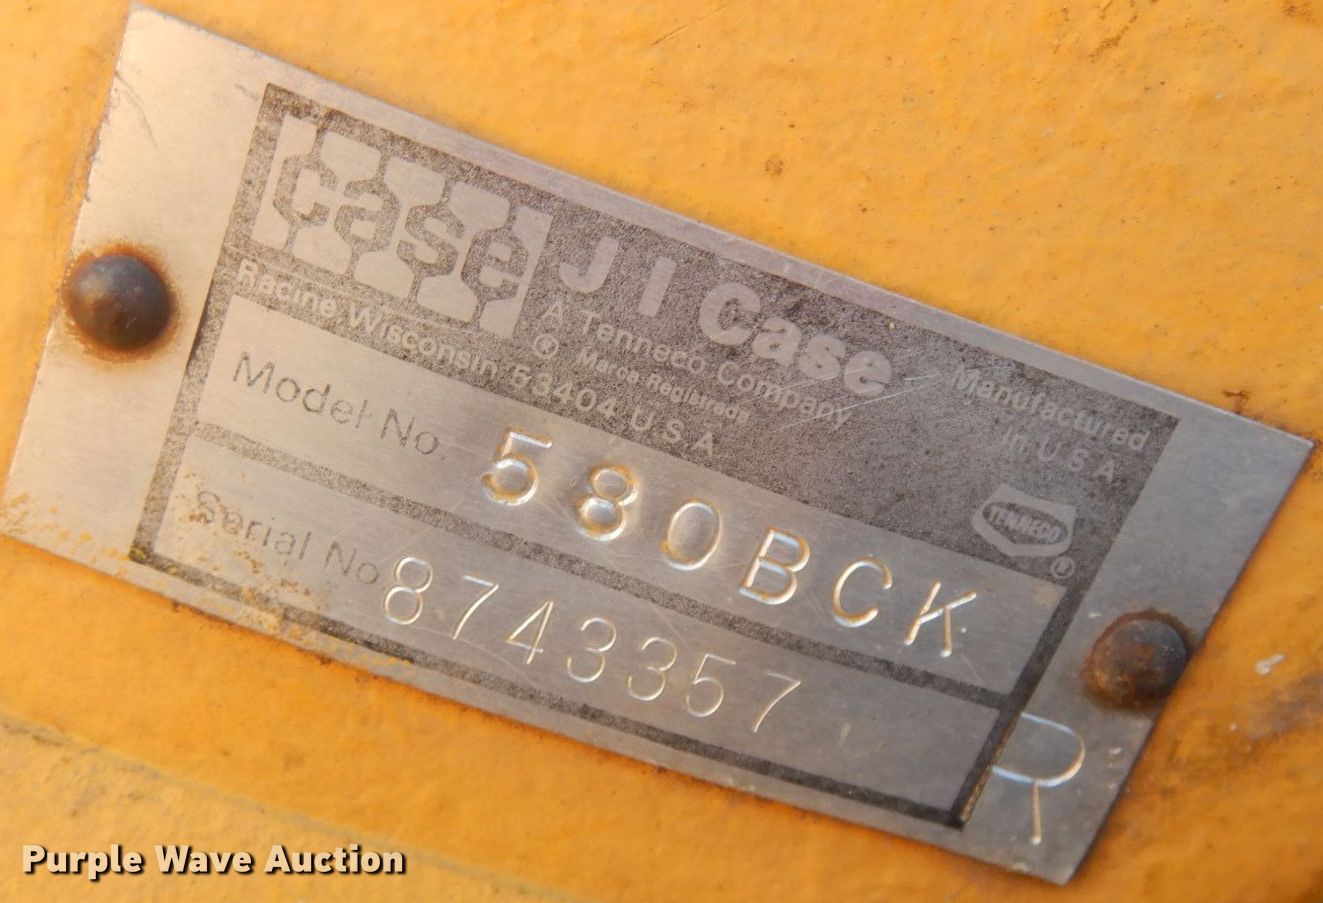 case
J I Case
A Tenneco Company
® Marca Registrada
Manufactured
in U S A
Racine, Wisconsin 53404 U S A
TENNECO
®
Model No. 580BCK
Serial No. 8743357
R
Purple Wave Auction